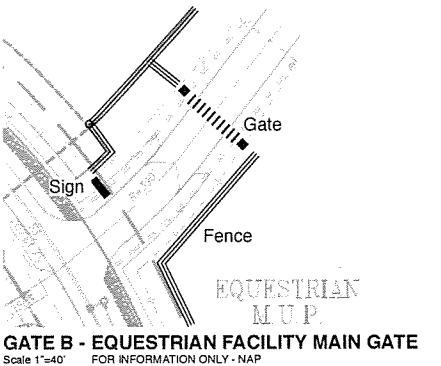 Gate
Sign
Fence
EQUESTRIAN
M.U.P.
GATE B - EQUESTRIAN FACILITY MAIN GATE
Scale 1"=40' FOR INFORMATION ONLY - NAP